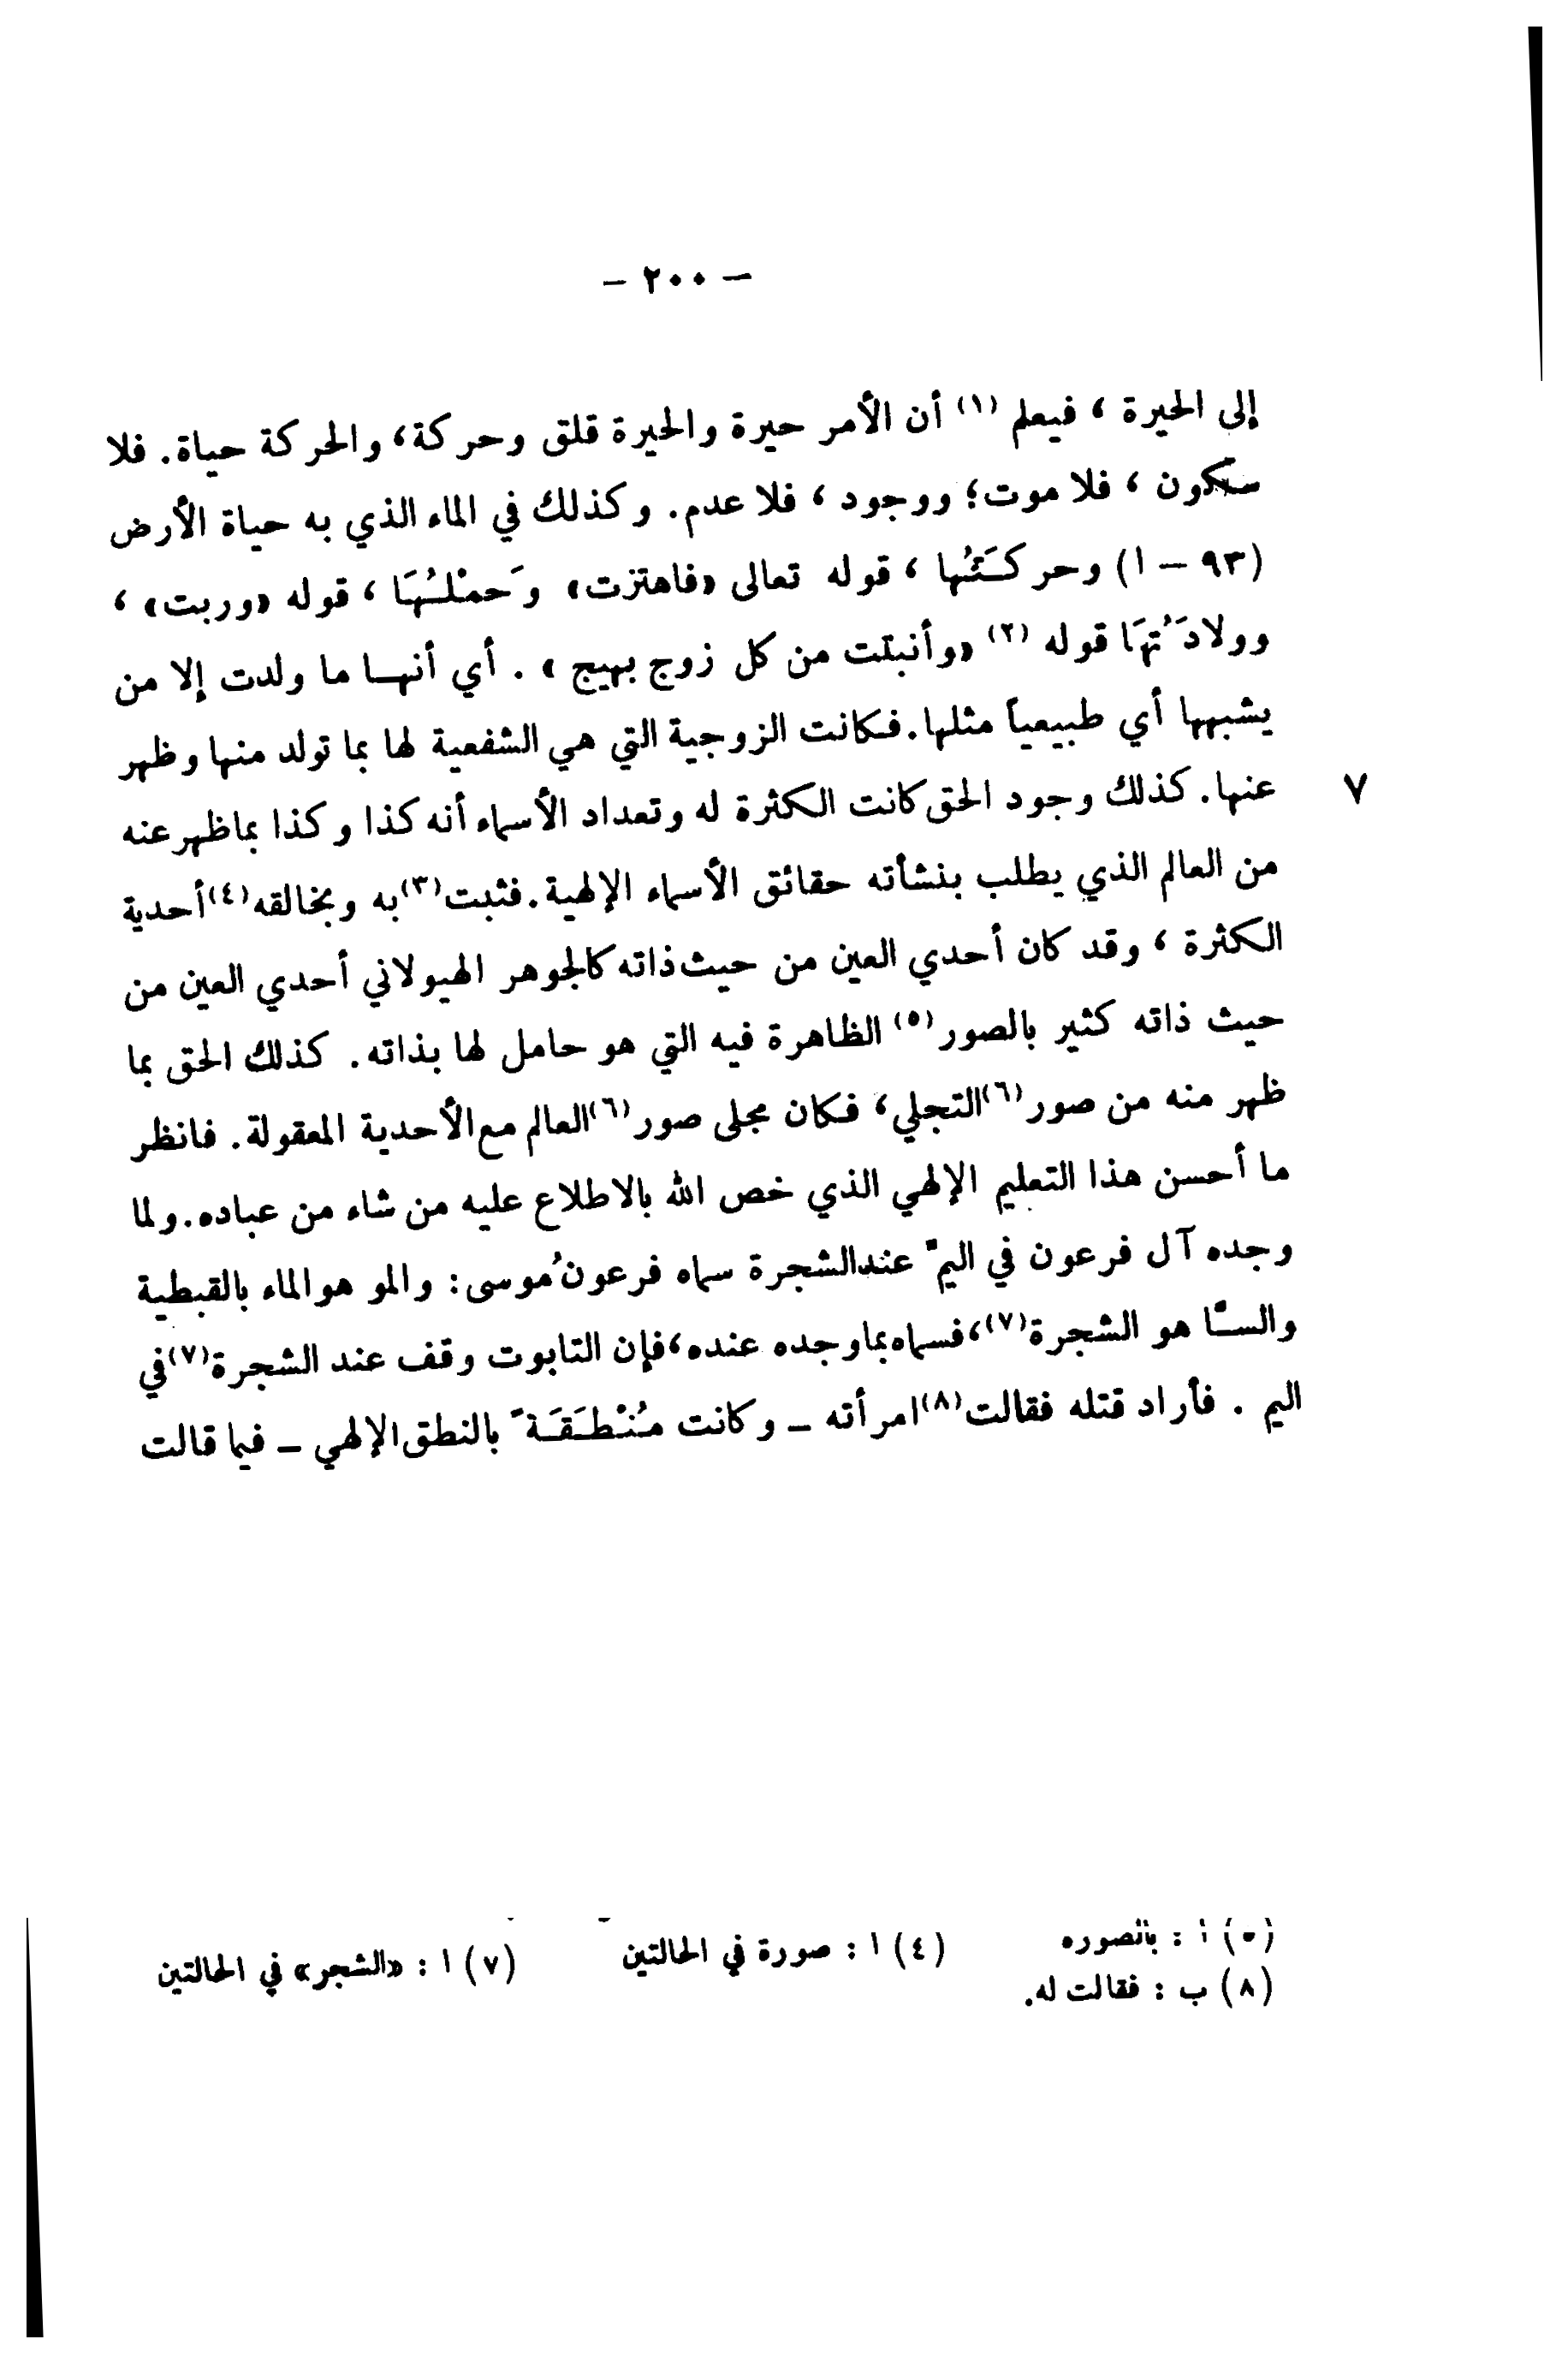 — ٢٠٠ —
إلى الحيرة ، فيعلم (١) أن الأمر حيرة والحيرة قلق وحركة، والحركة حياة. فلا
سكون ، فلا موت؛ ووجود ، فلا عدم. وكذلك في الماء الذي به حياة الأرض
(٩٣ – ١) وحركَتُها ، قوله تعالى «فاهتزت» وَحمْلُهَا ، قوله «وربت» ،
وولادَتُهَا قوله (٢) «وأنبتت من كل زوج بهيج » . أي أنها ما ولدت إلا من
يشبهها أي طبيعياً مثلها. فكانت الزوجية التي هي الشفعية لها بما تولد منها وظهر
٧ عنها. كذلك وجود الحق كانت الكثرة له وتعداد الأسماء أنه كذا وكذا بما ظهر عنه
من العالم الذي يطلب بنشأته حقائق الأسماء الإلهية. فثبت (٣) به وبخالقه (٤) أحدية
الكثرة ، وقد كان أحدي العين من حيث ذاته كالجوهر الهيولاني أحدي العين من
حيث ذاته كثير بالصور (٥) الظاهرة فيه التي هو حامل لها بذاته. كذلك الحق بما
ظهر منه من صور (٦) التجلي، فكان مجلى صور (٦) العالم مع الأحدية المعقولة. فانظر
ما أحسن هذا التعليم الإلهي الذي خص الله بالاطلاع عليه من شاء من عباده. ولما
وجده آل فرعون في اليم عند الشجرة سماه فرعون مُوسى: والمو هو الماء بالقبطية
والسَّا هو الشجرة (٧)، فسماه بما وجده عنده، فإن التابوت وقف عند الشجرة (٧) في
اليم . فأراد قتله فقالت (٨) امرأته – وكانت مُنْطَقَةً بالنطق الإلهي – فيما قالت
(٥) ا : بالصوره (٤) ا : صورة في الحالتين (٧) ا : «الشجر» في الحالتين
(٨) ب : فقالت له.